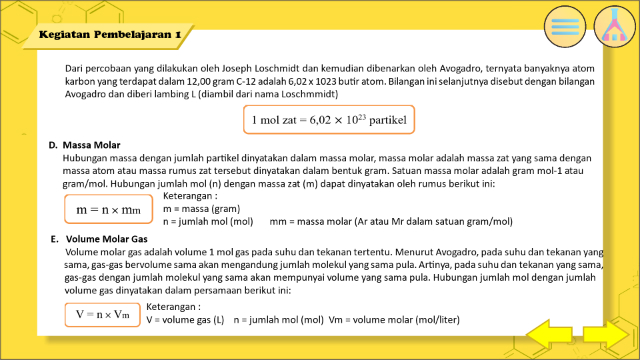 Kegiatan Pembelajaran 1
Dari percobaan yang dilakukan oleh Joseph Loschmidt dan kemudian dibenarkan oleh Avogadro, ternyata banyaknya atom
karbon yang terdapat dalam 12,00 gram C-12 adalah 6,02 x 1023 butir atom. Bilangan ini selanjutnya disebut dengan bilangan
Avogadro dan diberi lambing L (diambil dari nama Loschmmidt)
1 mol zat = 6,02 × 10²³ partikel
D. Massa Molar
Hubungan massa dengan jumlah partikel dinyatakan dalam massa molar, massa molar adalah massa zat yang sama dengan
massa atom atau massa rumus zat tersebut dinyatakan dalam bentuk gram. Satuan massa molar adalah gram mol-1 atau
gram/mol. Hubungan jumlah mol (n) dengan massa zat (m) dapat dinyatakan oleh rumus berikut ini:
Keterangan :
m = n × mm
m = massa (gram)
n = jumlah mol (mol) mm = massa molar (Ar atau Mr dalam satuan gram/mol)
E. Volume Molar Gas
Volume molar gas adalah volume 1 mol gas pada suhu dan tekanan tertentu. Menurut Avogadro, pada suhu dan tekanan yang
sama, gas-gas bervolume sama akan mengandung jumlah molekul yang sama pula. Artinya, pada suhu dan tekanan yang sama,
gas-gas dengan jumlah molekul yang sama akan mempunyai volume yang sama pula. Hubungan jumlah mol dengan jumlah
volume gas dinyatakan dalam persamaan berikut ini:
Keterangan :
V = n × Vm
V = volume gas (L) n = jumlah mol (mol) Vm = volume molar (mol/liter)